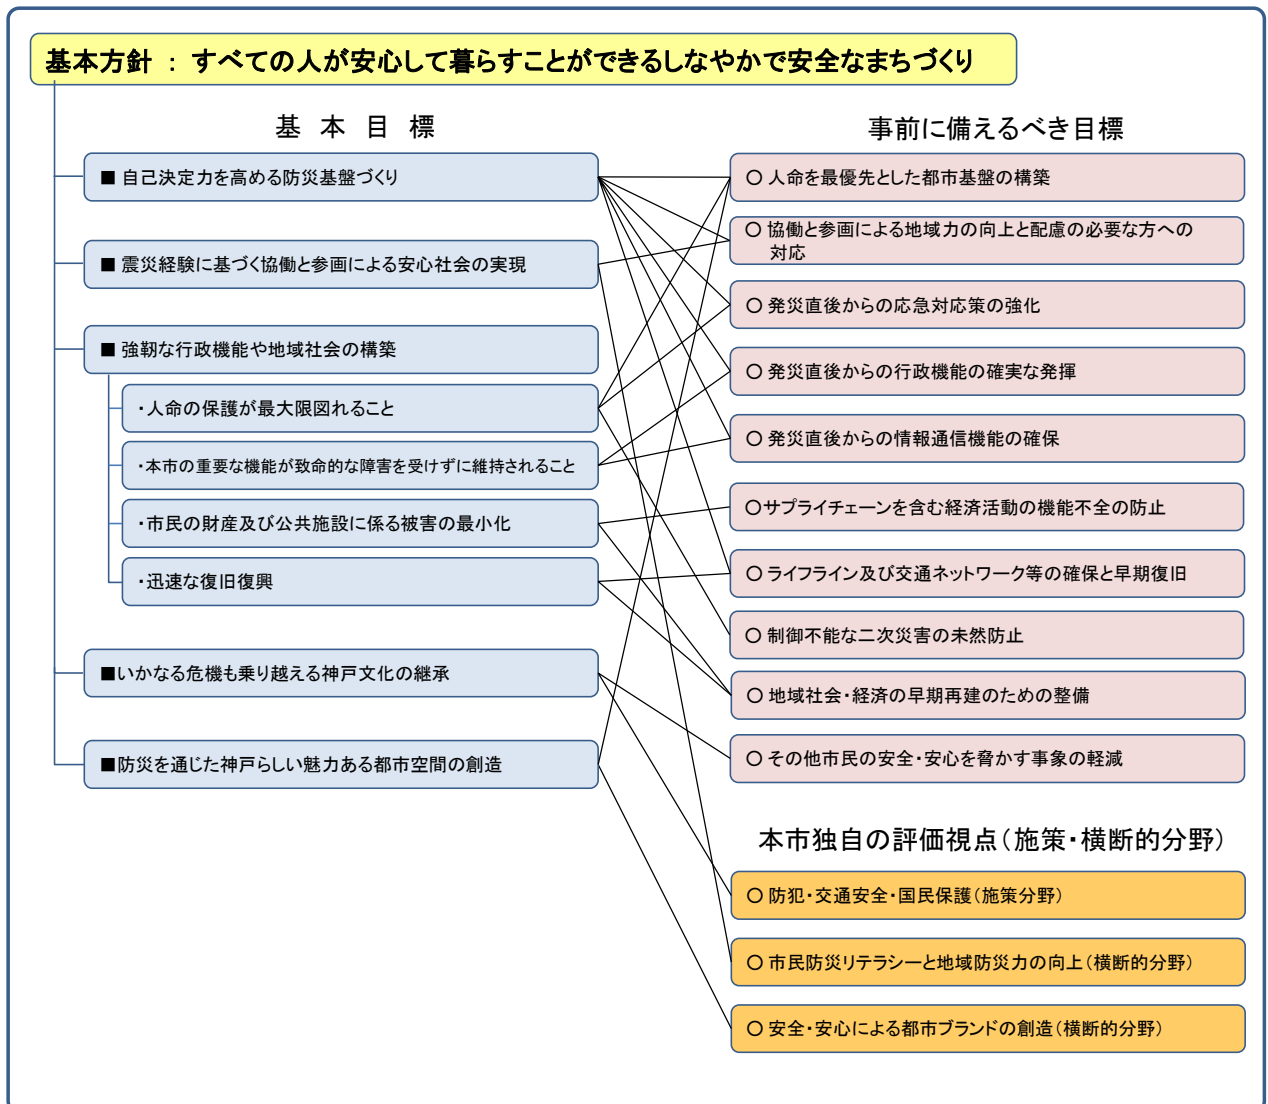 基本方針 ： すべての人が安心して暮らすことができるしなやかで安全なまちづくり
基 本 目 標
■ 自己決定力を高める防災基盤づくり
■ 震災経験に基づく協働と参画による安心社会の実現
■ 強靭な行政機能や地域社会の構築
・人命の保護が最大限図れること
・本市の重要な機能が致命的な障害を受けずに維持されること
・市民の財産及び公共施設に係る被害の最小化
・迅速な復旧復興
■いかなる危機も乗り越える神戸文化の継承
■防災を通じた神戸らしい魅力ある都市空間の創造
事前に備えるべき目標
○ 人命を最優先とした都市基盤の構築
○ 協働と参画による地域力の向上と配慮の必要な方への
対応
○ 発災直後からの応急対応策の強化
○ 発災直後からの行政機能の確実な発揮
○ 発災直後からの情報通信機能の確保
○サプライチェーンを含む経済活動の機能不全の防止
○ ライフライン及び交通ネットワーク等の確保と早期復旧
○ 制御不能な二次災害の未然防止
○ 地域社会・経済の早期再建のための整備
○ その他市民の安全・安心を脅かす事象の軽減
本市独自の評価視点（施策・横断的分野）
○ 防犯・交通安全・国民保護（施策分野）
○ 市民防災リテラシーと地域防災力の向上（横断的分野）
○ 安全・安心による都市ブランドの創造（横断的分野）